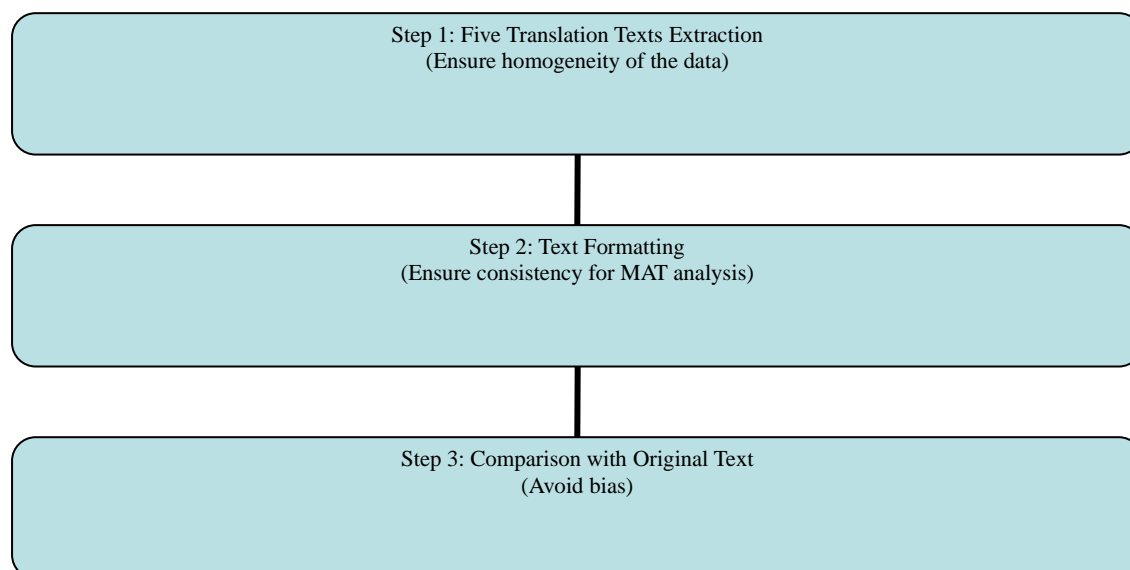 Step 1: Five Translation Texts Extraction
(Ensure homogeneity of the data)
Step 2: Text Formatting
(Ensure consistency for MAT analysis)
Step 3: Comparison with Original Text
(Avoid bias)